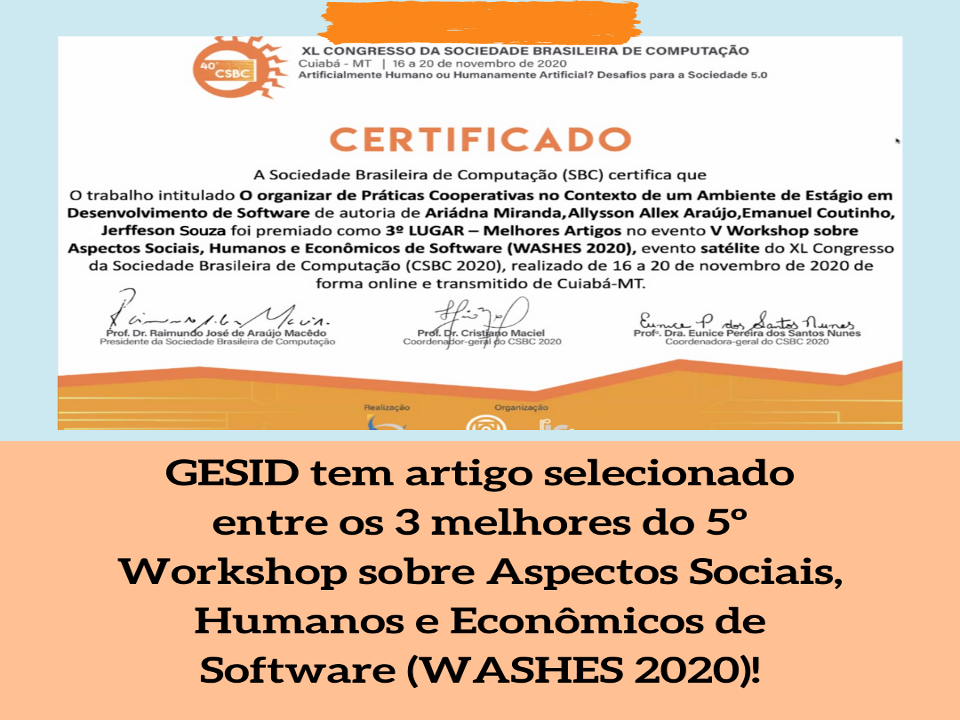 XL CONGRESSO DA SOCIEDADE BRASILEIRA DE COMPUTAÇÃO
40º CSBC
Cuiabá - MT | 16 a 20 de novembro de 2020
Artificialmente Humano ou Humanamente Artificial? Desafios para a Sociedade 5.0
CERTIFICADO
A Sociedade Brasileira de Computação (SBC) certifica que
O trabalho intitulado O organizar de Práticas Cooperativas no Contexto de um Ambiente de Estágio em
Desenvolvimento de Software de autoria de Ariádna Miranda,Allysson Allex Araújo,Emanuel Coutinho,
Jerffeson Souza foi premiado como 3º LUGAR – Melhores Artigos no evento V Workshop sobre
Aspectos Sociais, Humanos e Econômicos de Software (WASHES 2020), evento satélite do XL Congresso
da Sociedade Brasileira de Computação (CSBC 2020), realizado de 16 a 20 de novembro de 2020 de
forma online e transmitido de Cuiabá-MT.
Eunice P dos Santos Nunes
Prof. Dr. Raimundo José de Araújo Macêdo
Presidente da Sociedade Brasileira de Computação
Prof. Dr. Cristiano Maciel
Coordenador-geral do CSBC 2020
Profª. Dra. Eunice Pereira dos Santos Nunes
Coordenadora-geral do CSBC 2020
Realização
Organização
GESID tem artigo selecionado
entre os 3 melhores do 5º
Workshop sobre Aspectos Sociais,
Humanos e Econômicos de
Software (WASHES 2020)!